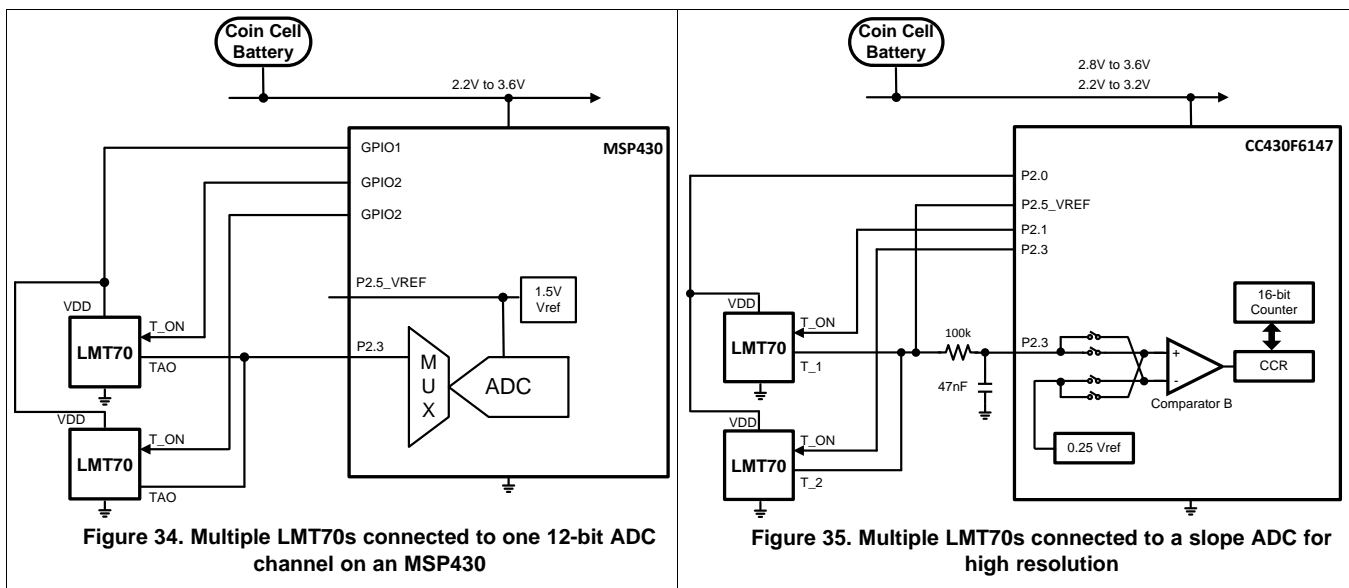 Coin Cell
Battery
2.2V to 3.6V
MSP430
GPIO1
GPIO2
GPIO2
P2.5_VREF
1.5V
Vref
VDD
T_ON
LMT70
TAO
P2.3
M
U
X
ADC
VDD
T_ON
LMT70
TAO
Figure 34. Multiple LMT70s connected to one 12-bit ADC
channel on an MSP430
Coin Cell
Battery
2.8V to 3.6V
2.2V to 3.2V
CC430F6147
P2.0
P2.5_VREF
P2.1
P2.3
VDD
T_ON
LMT70
T_1
100k
47nF
P2.3
+
-
Comparator B
16-bit
Counter
CCR
0.25 Vref
VDD
T_ON
LMT70
T_2
Figure 35. Multiple LMT70s connected to a slope ADC for
high resolution